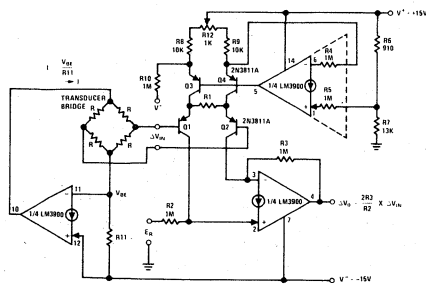 V⁺ - +15V
R12
1K
R8
10K
R9
10K
R10
1M
V⁻
Q3
Q4
2N3811A
R1
5
14
1/4 LM3900
R4
1M
6
R5
1M
1
R6
910
R7
13K
I = V_BE / R11
I
TRANSDUCER
BRIDGE
R
R
R
R
ΔV_IN
Q1
Q2
2N3811A
R3
1M
10
11
V_BE
1/4 LM3900
12
R11
R2
1M
E_R
3
1/4 LM3900
2
4
7
ΔV_O - 2R3/R2 X ΔV_IN
V⁻ - -15V